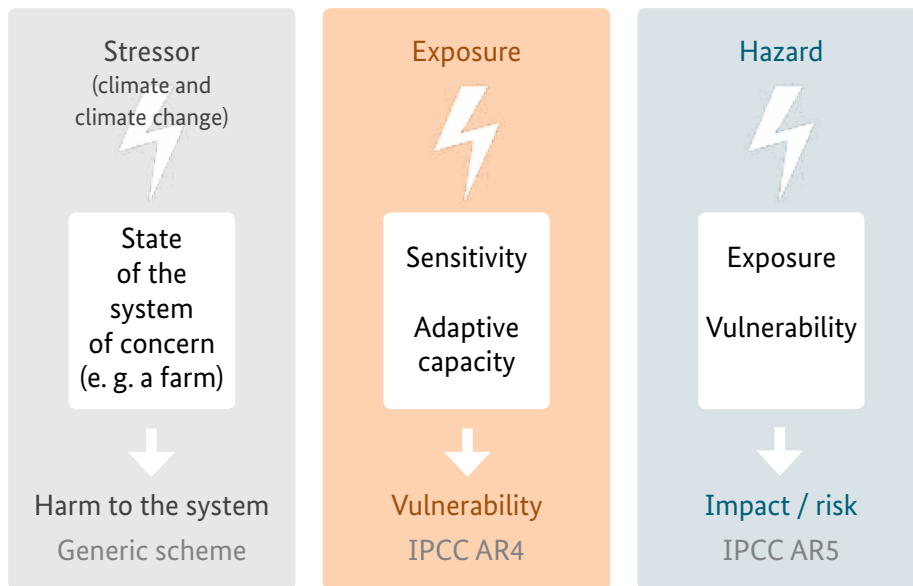 Stressor
(climate and
climate change)
State
of the
system
of concern
(e. g. a farm)
Harm to the system
Generic scheme
Exposure
Sensitivity
Adaptive
capacity
Vulnerability
IPCC AR4
Hazard
Exposure
Vulnerability
Impact / risk
IPCC AR5